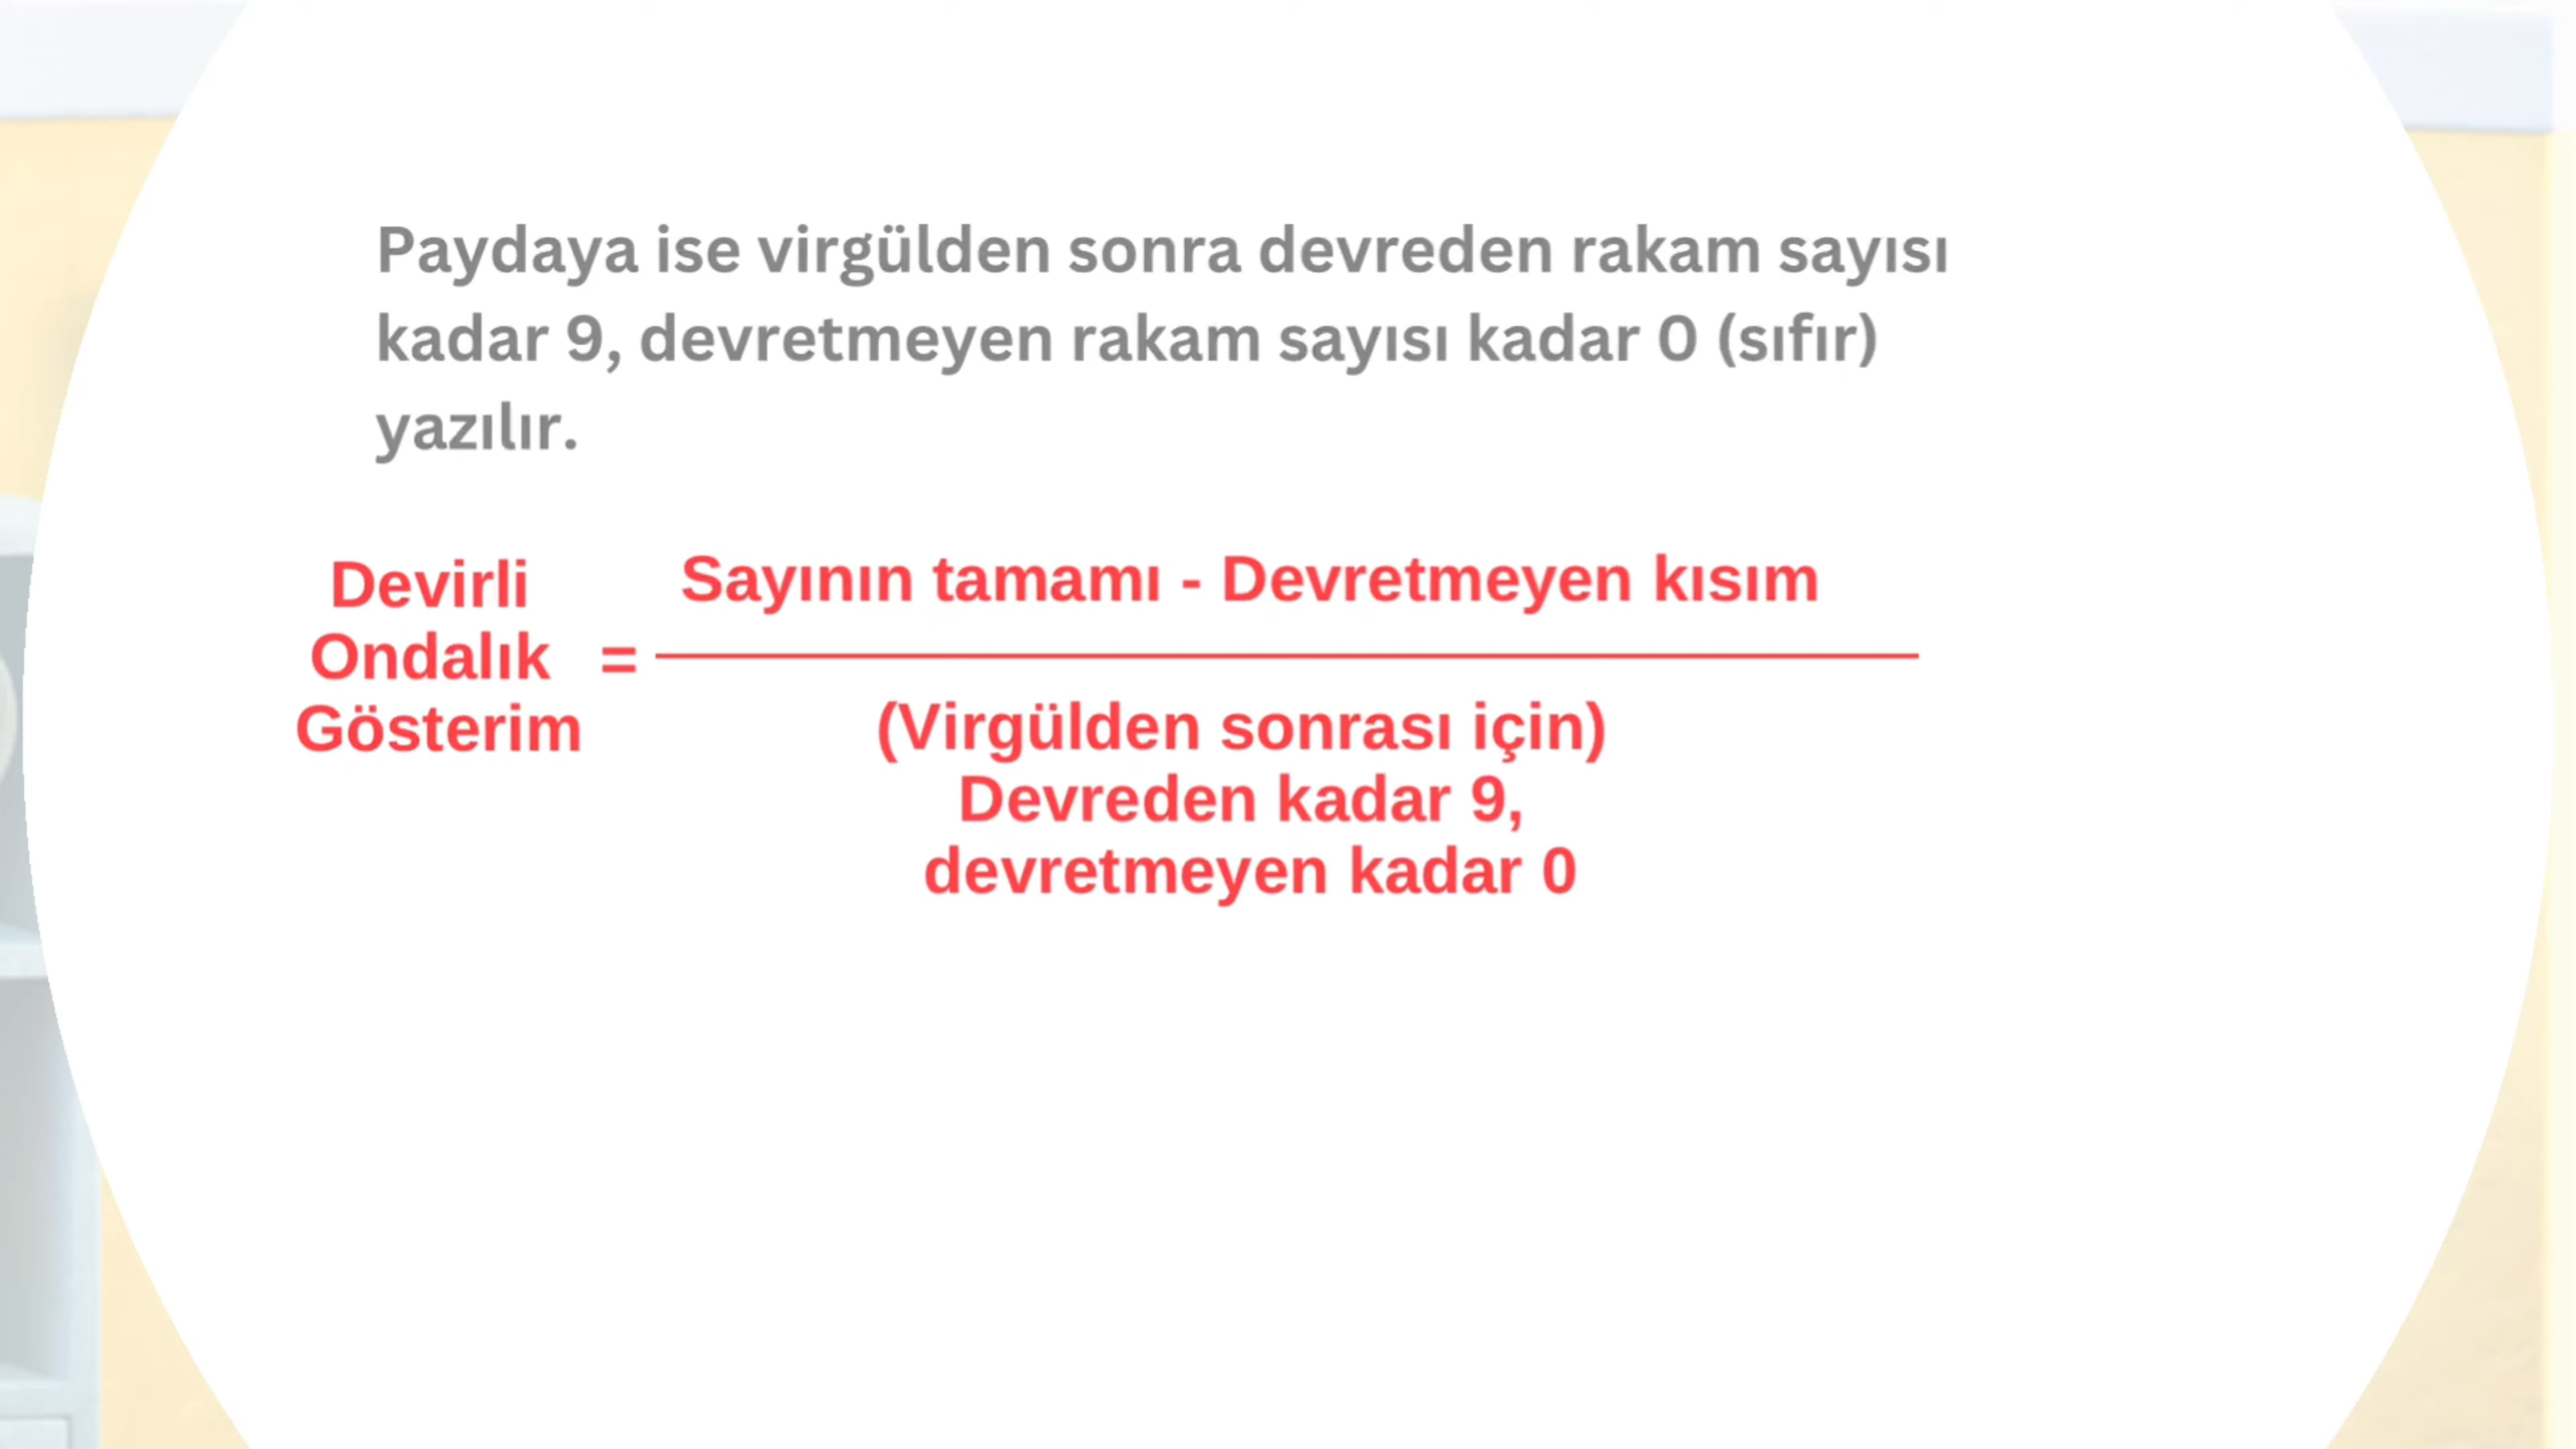 Paydaya ise virgülden sonra devreden rakam sayısı
kadar 9, devretmeyen rakam sayısı kadar 0 (sıfır)
yazılır.
Devirli
Ondalık
Gösterim
=
Sayının tamamı - Devretmeyen kısım
(Virgülden sonrası için)
Devreden kadar 9,
devretmeyen kadar 0